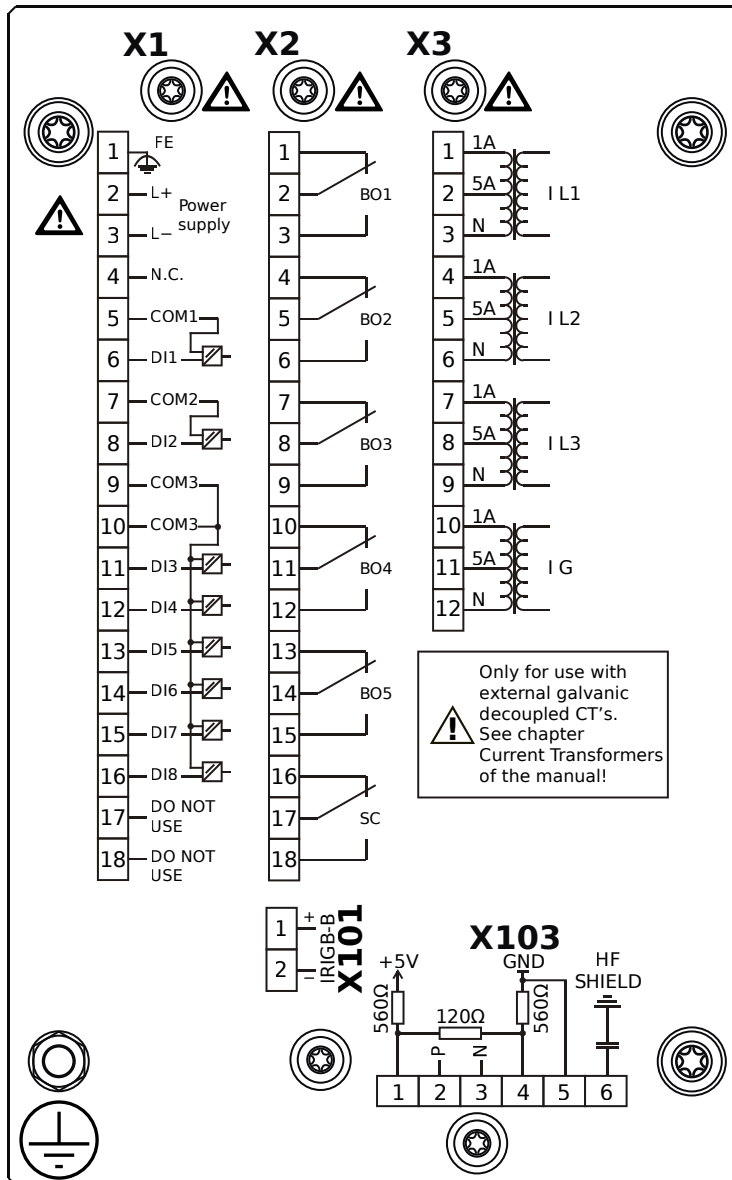 X1 X2 X3
1 FE
2 L+
Power
supply
3 L−
4 N.C.
5 COM1
6 DI1
7 COM2
8 DI2
9 COM3
10 COM3
11 DI3
12 DI4
13 DI5
14 DI6
15 DI7
16 DI8
17 DO NOT
USE
18 DO NOT
USE
1
2 BO1
3
4
5 BO2
6
7
8 BO3
9
10
11 BO4
12
13
14 BO5
15
16
17 SC
18
1 1A
2 5A I L1
3 N
4 1A
5 5A I L2
6 N
7 1A
8 5A I L3
9 N
10 1A
11 5A I G
12 N
!
!
!
!
!
Only for use with
external galvanic
decoupled CT's.
See chapter
Current Transformers
of the manual!
1 +
2 −
IRIGB-B
X101
X103
+5V GND HF
SHIELD
560Ω 120Ω 560Ω
P N
1 2 3 4 5 6